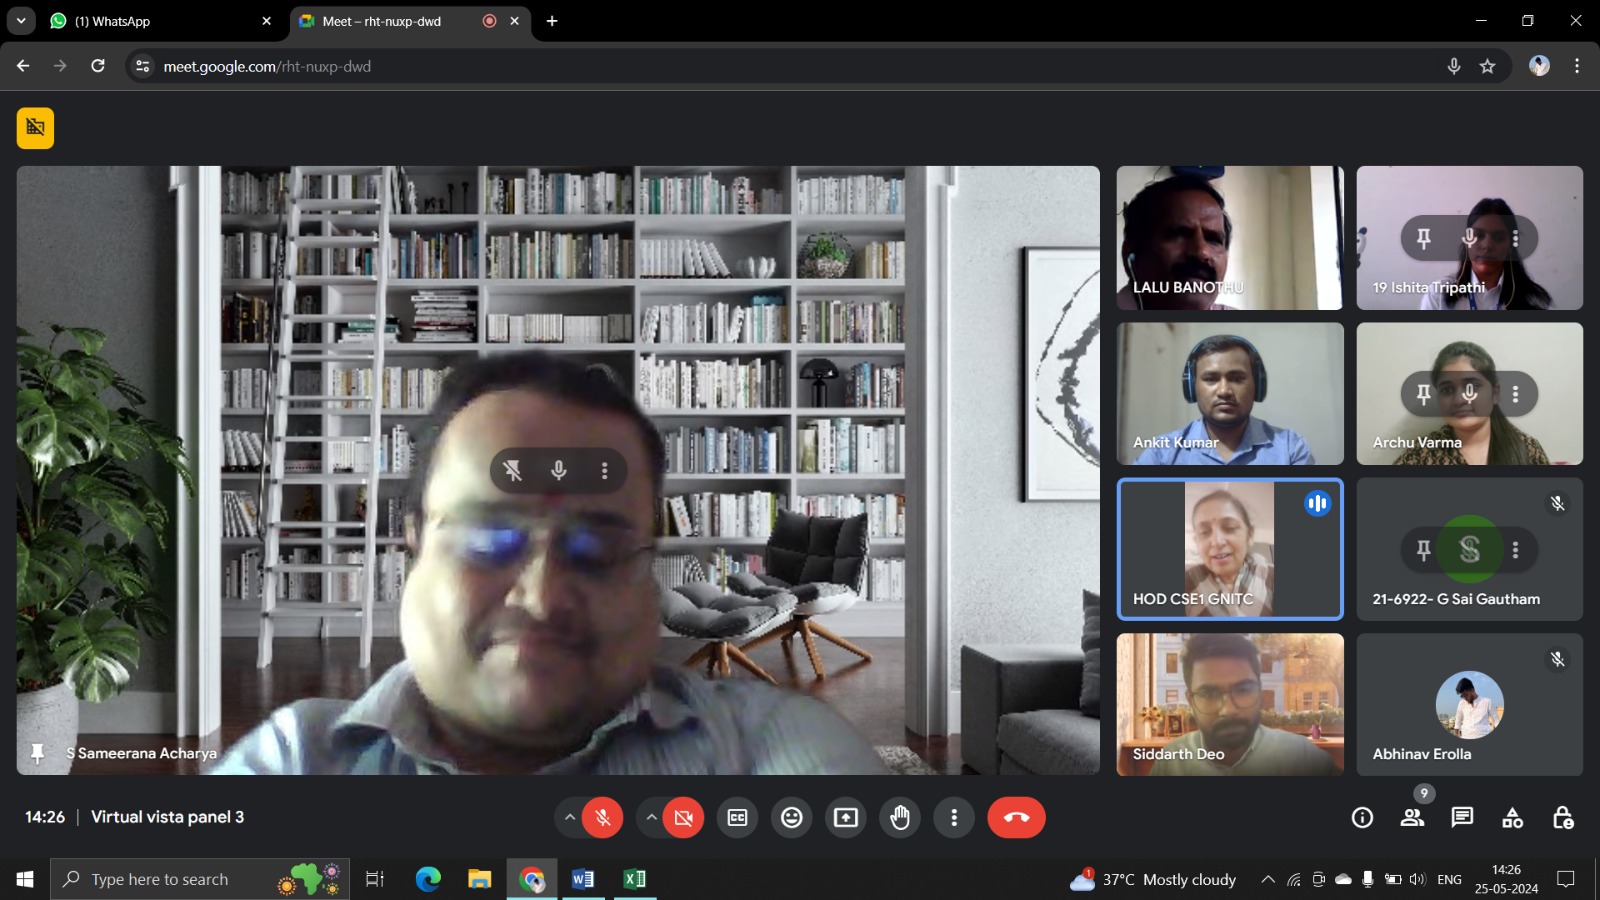 (1) WhatsApp
Meet – rht-nuxp-dwd
meet.google.com/rht-nuxp-dwd
LALU BANOTHU
19 Ishita Tripathi
Ankit Kumar
Archu Varma
HOD CSE1 GNITC
21-6922- G Sai Gautham
S Sameerana Acharya
Siddarth Deo
Abhinav Erolla
14:26 | Virtual vista panel 3
CC
9
Type here to search
1
37°C Mostly cloudy
ENG
14:26
25-05-2024